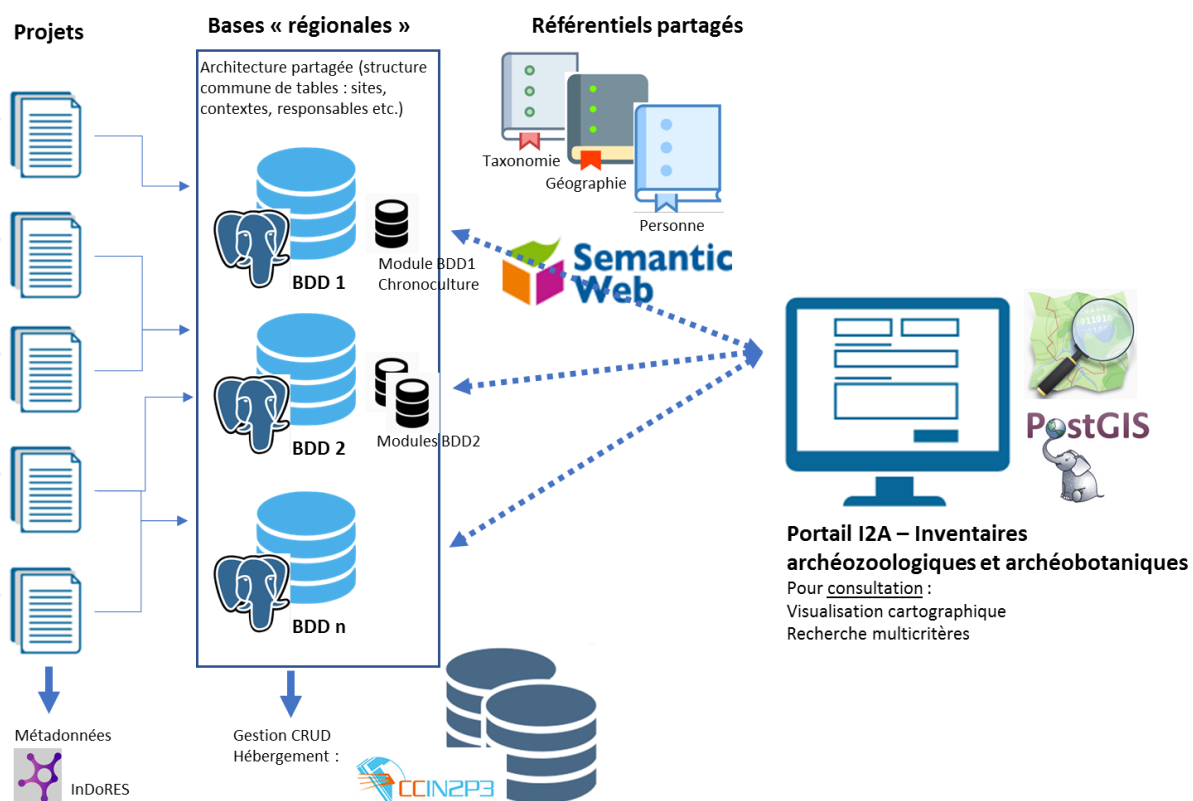 Projets
Bases « régionales »
Référentiels partagés
Architecture partagée (structure
commune de tables : sites,
contextes, responsables etc.)
Taxonomie
Géographie
Personne
BDD 1
Module BDD1
Chronoculture
Semantic
Web
BDD 2
Modules BDD2
BDD n
PostGIS
Portail I2A – Inventaires
archéozoologiques et archéobotaniques
Pour consultation :
Visualisation cartographique
Recherche multicritères
Métadonnées
InDoRES
Gestion CRUD
Hébergement :
CCIN2P3